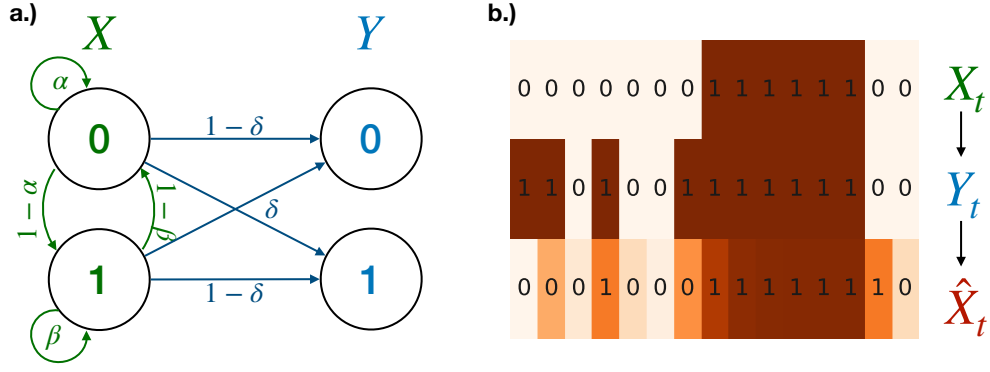 a.)
X Y
α
0 1 − δ 0
1 − α 1 − β δ
1 1 − δ 1
β
b.)
0 0 0 0 0 0 0 1 1 1 1 1 1 0 0 X_t
1 1 0 1 0 0 1 1 1 1 1 1 1 0 0 Y_t
0 0 0 1 0 0 0 1 1 1 1 1 1 1 0 X̂_t